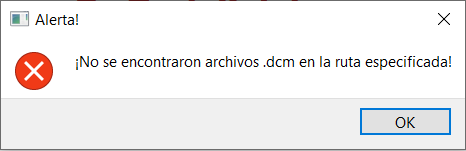 Alerta!
¡No se encontraron archivos .dcm en la ruta especificada!
OK